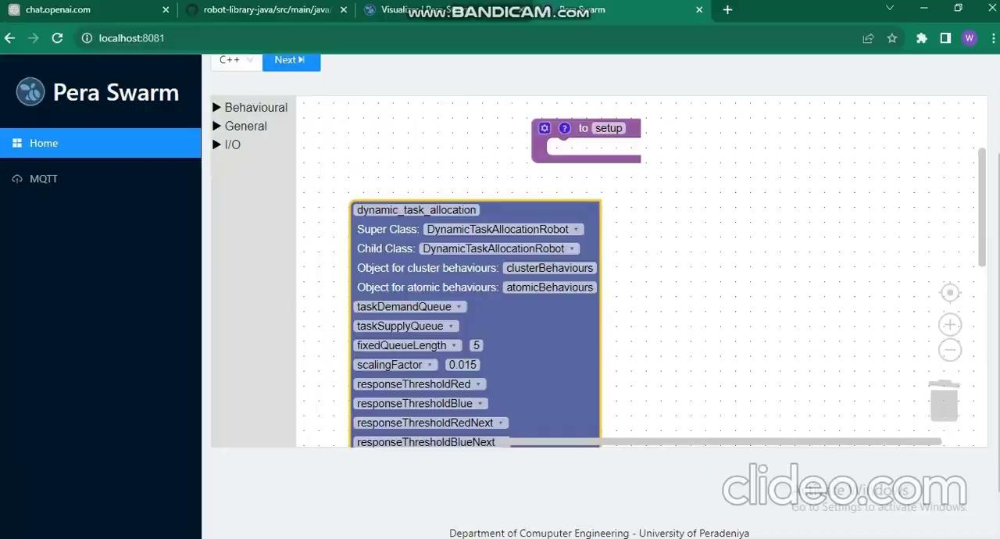 chat.openai.com
robot-library-java/src/main/java/
Visualizer | Pera S
Pera Swarm
www.BANDICAM.com
localhost:8081
W
Pera Swarm
Home
MQTT
C++
Next
Behavioural
General
I/O
? to setup
dynamic_task_allocation
Super Class: DynamicTaskAllocationRobot
Child Class: DynamicTaskAllocationRobot
Object for cluster behaviours: clusterBehaviours
Object for atomic behaviours: atomicBehaviours
taskDemandQueue
taskSupplyQueue
fixedQueueLength 5
scalingFactor 0.015
responseThresholdRed
responseThresholdBlue
responseThresholdRedNext
responseThresholdBlueNext
clideo.com
Activate Windows
Go to Settings to activate Windows.
Department of Comuputer Engineering - University of Peradeniya